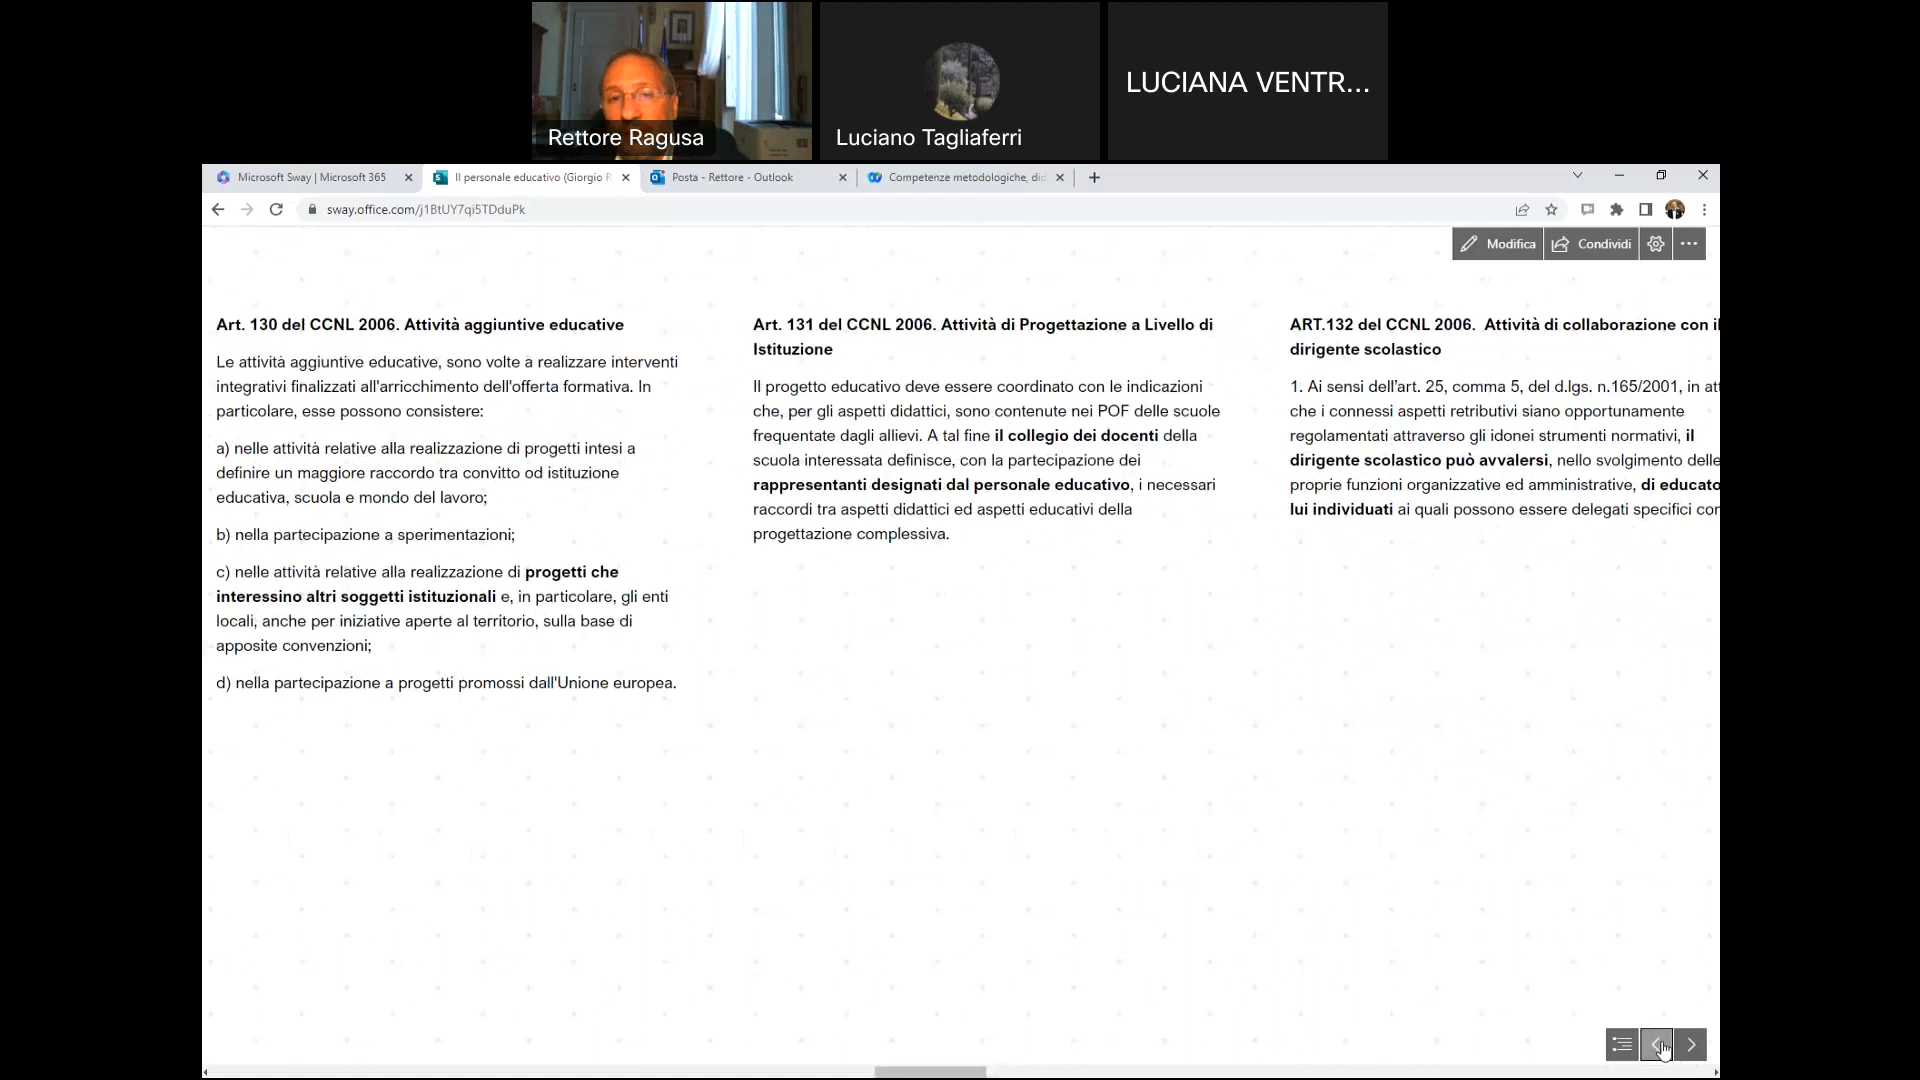 Rettore Ragusa
Luciano Tagliaferri
LUCIANA VENTR...
Microsoft Sway | Microsoft 365
Il personale educativo (Giorgio R
Posta - Rettore - Outlook
Competenze metodologiche, did
sway.office.com/j1BtUY7qi5TDduPk
Modifica
Condividi
Art. 130 del CCNL 2006. Attività aggiuntive educative
Le attività aggiuntive educative, sono volte a realizzare interventi
integrativi finalizzati all'arricchimento dell'offerta formativa. In
particolare, esse possono consistere:
a) nelle attività relative alla realizzazione di progetti intesi a
definire un maggiore raccordo tra convitto od istituzione
educativa, scuola e mondo del lavoro;
b) nella partecipazione a sperimentazioni;
c) nelle attività relative alla realizzazione di progetti che
interessino altri soggetti istituzionali e, in particolare, gli enti
locali, anche per iniziative aperte al territorio, sulla base di
apposite convenzioni;
d) nella partecipazione a progetti promossi dall'Unione europea.
Art. 131 del CCNL 2006. Attività di Progettazione a Livello di
Istituzione
Il progetto educativo deve essere coordinato con le indicazioni
che, per gli aspetti didattici, sono contenute nei POF delle scuole
frequentate dagli allievi. A tal fine il collegio dei docenti della
scuola interessata definisce, con la partecipazione dei
rappresentanti designati dal personale educativo, i necessari
raccordi tra aspetti didattici ed aspetti educativi della
progettazione complessiva.
ART.132 del CCNL 2006. Attività di collaborazione con il
dirigente scolastico
1. Ai sensi dell'art. 25, comma 5, del d.lgs. n.165/2001, in att
che i connessi aspetti retributivi siano opportunamente
regolamentati attraverso gli idonei strumenti normativi, il
dirigente scolastico può avvalersi, nello svolgimento delle
proprie funzioni organizzative ed amministrative, di educato
lui individuati ai quali possono essere delegati specifici con